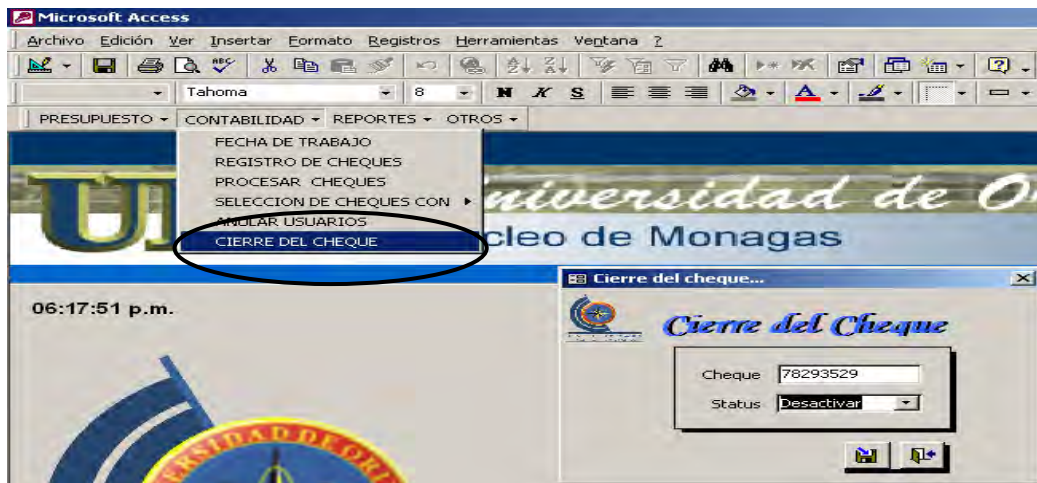 Microsoft Access
Archivo Edición Ver Insertar Formato Registros Herramientas Ventana ?
Tahoma 8 N K S
PRESUPUESTO CONTABILIDAD REPORTES OTROS
FECHA DE TRABAJO
REGISTRO DE CHEQUES
PROCESAR CHEQUES
SELECCION DE CHEQUES CON
ANULAR USUARIOS
CIERRE DEL CHEQUE
niversidad de O
cleo de Monagas
06:17:51 p.m.
Cierre del cheque...
Cierre del Cheque
Cheque 78293529
Status Desactivar